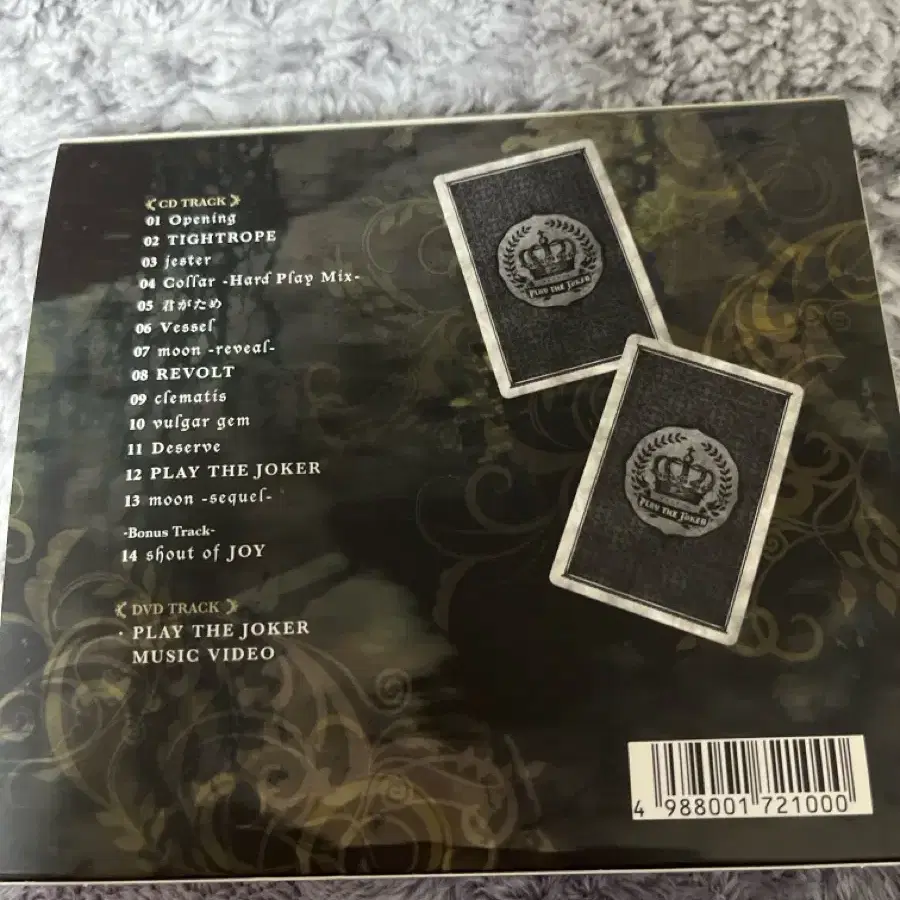 CD TRACK
01 Opening
02 TIGHTROPE
03 jester
04 Collar -Hard Play Mix-
05 君がため
06 Vessel
07 moon -reveal-
08 REVOLT
09 clematis
10 vulgar gem
11 Deserve
12 PLAY THE JOKER
13 moon -sequel-
-Bonus Track-
14 shout of JOY
DVD TRACK
· PLAY THE JOKER
MUSIC VIDEO
PLAY THE JOKER
PLAY THE JOKER
4 988001 721000